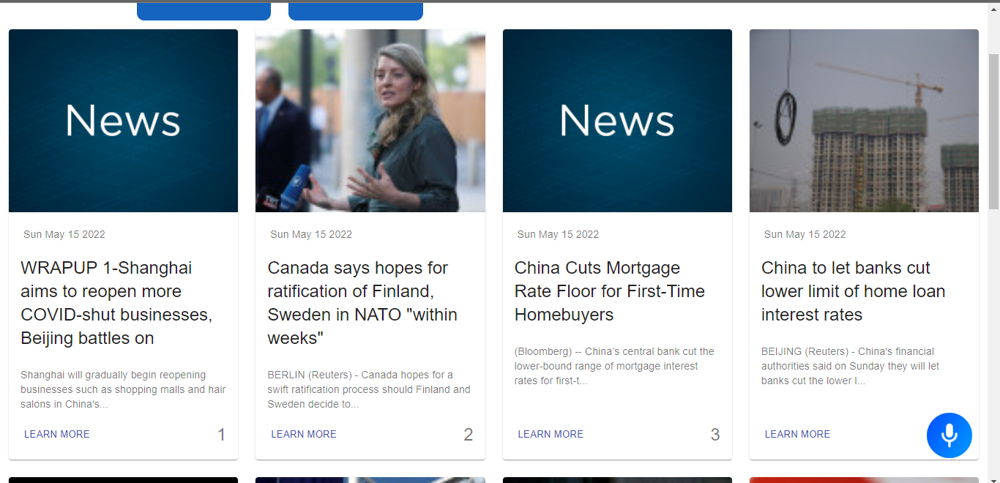 News
Sun May 15 2022
WRAPUP 1-Shanghai
aims to reopen more
COVID-shut businesses,
Beijing battles on
Shanghai will gradually begin reopening
businesses such as shopping malls and hair
salons in China's...
LEARN MORE
1
TRT
Sun May 15 2022
Canada says hopes for
ratification of Finland,
Sweden in NATO "within
weeks"
BERLIN (Reuters) - Canada hopes for a
swift ratification process should Finland and
Sweden decide to...
LEARN MORE
2
News
Sun May 15 2022
China Cuts Mortgage
Rate Floor for First-Time
Homebuyers
(Bloomberg) -- China’s central bank cut the
lower-bound range of mortgage interest
rates for first-t...
LEARN MORE
3
Sun May 15 2022
China to let banks cut
lower limit of home loan
interest rates
BEIJING (Reuters) - China's financial
authorities said on Sunday they will let
banks cut the lower l...
LEARN MORE